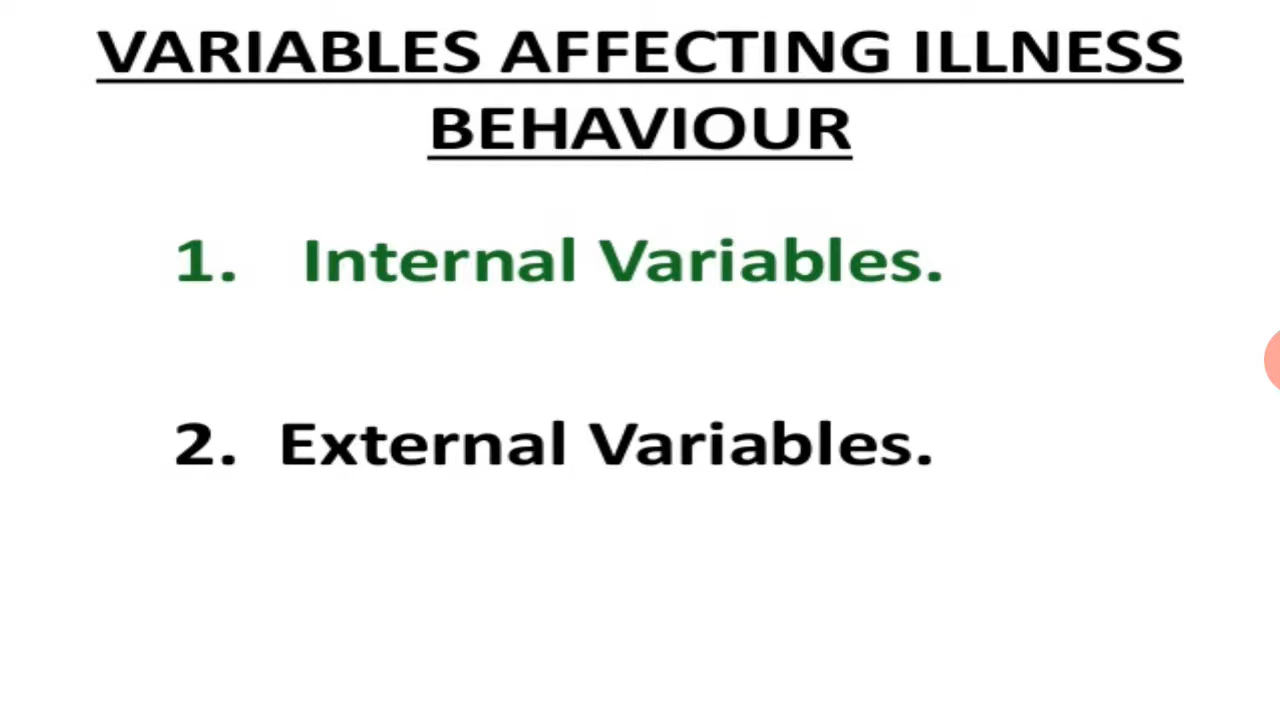 VARIABLES AFFECTING ILLNESS
BEHAVIOUR
1. Internal Variables.
2. External Variables.